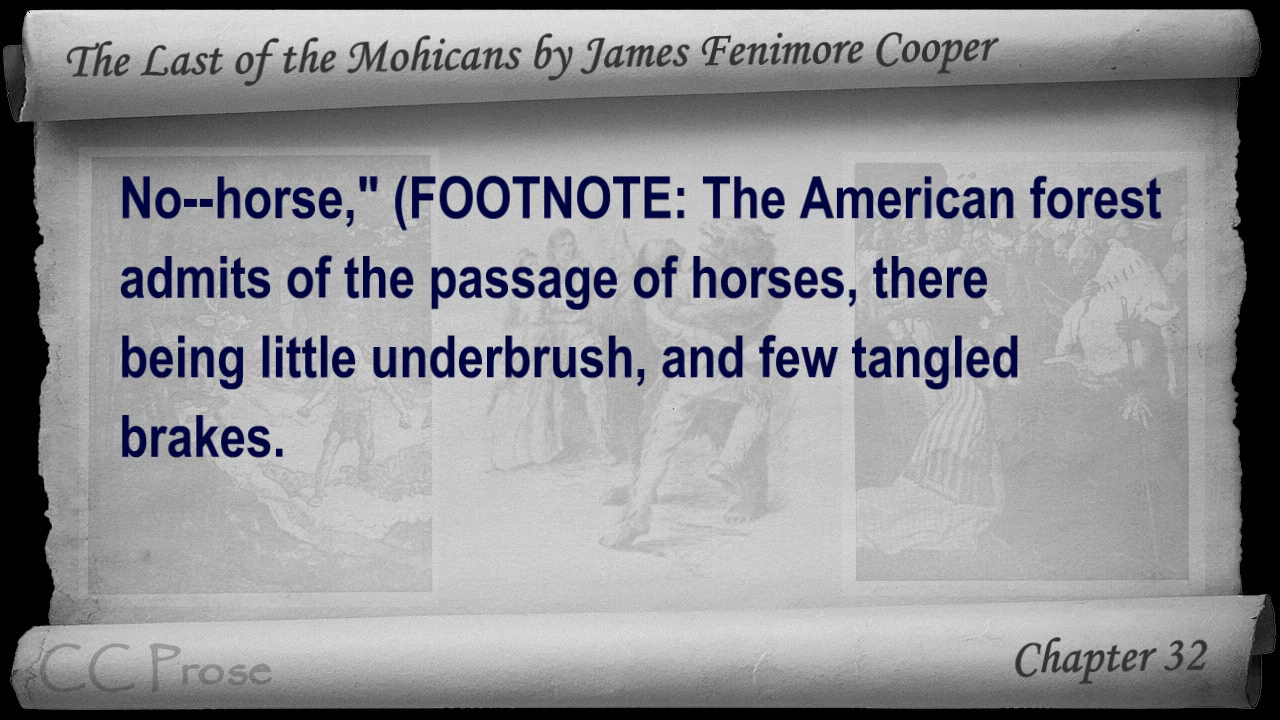 The Last of the Mohicans by James Fenimore Cooper
No--horse," (FOOTNOTE: The American forest
admits of the passage of horses, there
being little underbrush, and few tangled
brakes.
CC Prose
Chapter 32